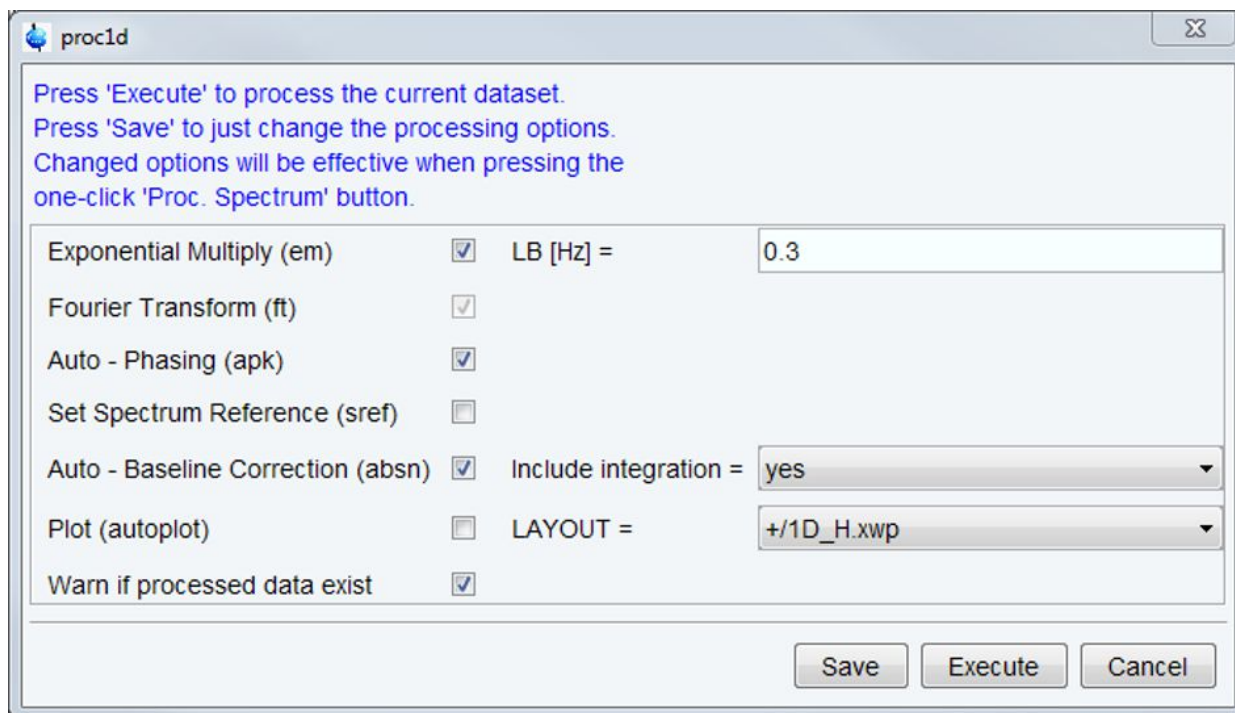 proc1d
Press 'Execute' to process the current dataset.
Press 'Save' to just change the processing options.
Changed options will be effective when pressing the
one-click 'Proc. Spectrum' button.
Exponential Multiply (em) LB [Hz] = 0.3
Fourier Transform (ft)
Auto - Phasing (apk)
Set Spectrum Reference (sref)
Auto - Baseline Correction (absn) Include integration = yes
Plot (autoplot) LAYOUT = +/1D_H.xwp
Warn if processed data exist
Save Execute Cancel